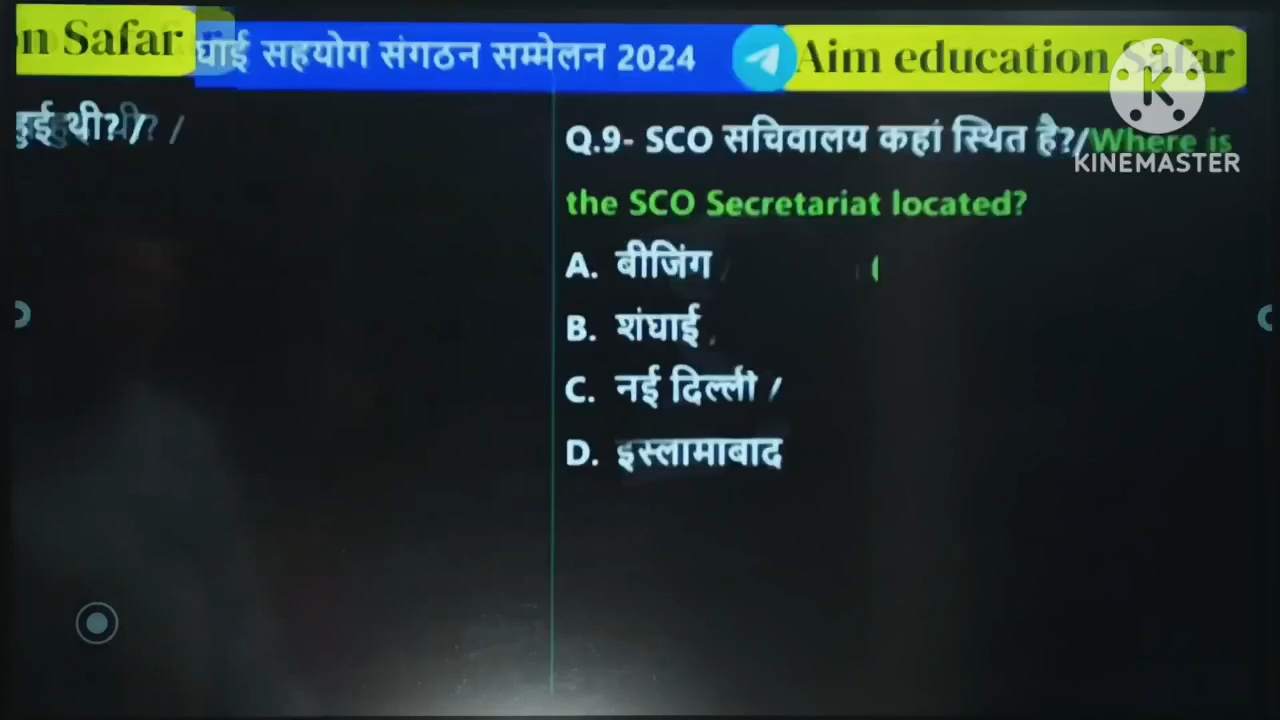 n Safar
घाई सहयोग संगठन सम्मेलन 2024
Aim education Safar
KINEMASTER
हुई थी? /
Q.9- SCO सचिवालय कहां स्थित है?/Where is
the SCO Secretariat located?
A. बीजिंग
B. शंघाई
C. नई दिल्ली /
D. इस्लामाबाद